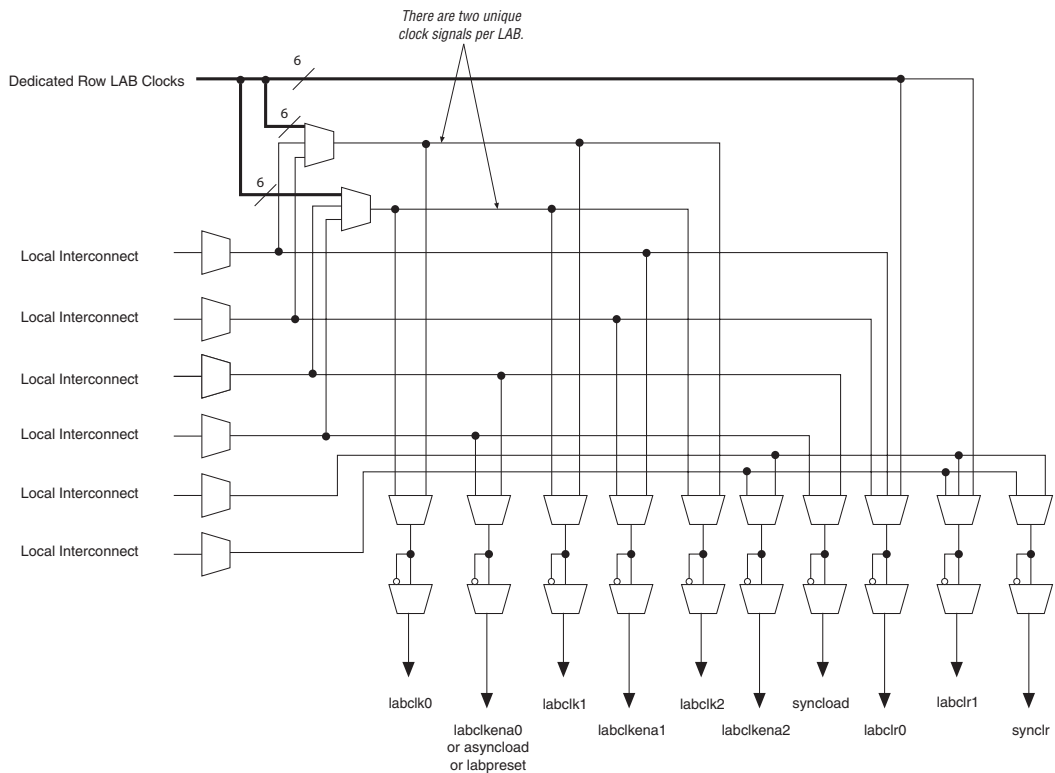 There are two unique
clock signals per LAB.
6
Dedicated Row LAB Clocks
6
6
Local Interconnect
Local Interconnect
Local Interconnect
Local Interconnect
Local Interconnect
Local Interconnect
labclk0
labclkena0
or asyncload
or labpreset
labclk1
labclkena1
labclk2
labclkena2
syncload
labclr0
labclr1
synclr